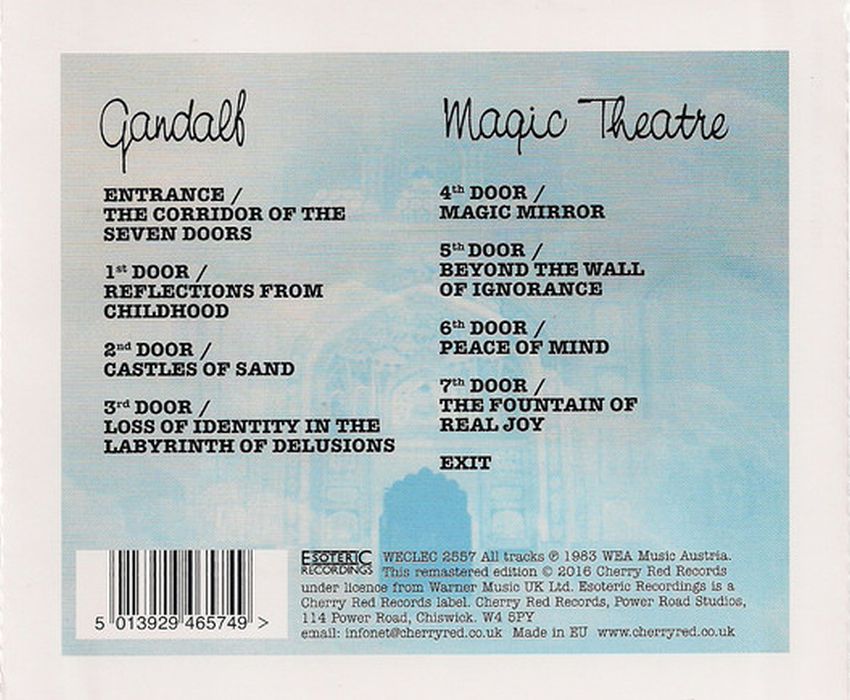 Gandalf
Magic Theatre
ENTRANCE /
THE CORRIDOR OF THE
SEVEN DOORS
1st DOOR /
REFLECTIONS FROM
CHILDHOOD
2nd DOOR /
CASTLES OF SAND
3rd DOOR /
LOSS OF IDENTITY IN THE
LABYRINTH OF DELUSIONS
4th DOOR /
MAGIC MIRROR
5th DOOR /
BEYOND THE WALL
OF IGNORANCE
6th DOOR /
PEACE OF MIND
7th DOOR /
THE FOUNTAIN OF
REAL JOY
EXIT
5 013929 465749 >
ESOTERIC
RECORDINGS
WECLEC 2557 All tracks ℗ 1983 WEA Music Austria.
This remastered edition © 2016 Cherry Red Records
under licence from Warner Music UK Ltd. Esoteric Recordings is a
Cherry Red Records label. Cherry Red Records, Power Road Studios,
114 Power Road, Chiswick. W4 5PY
email: infonet@cherryred.co.uk Made in EU www.cherryred.co.uk